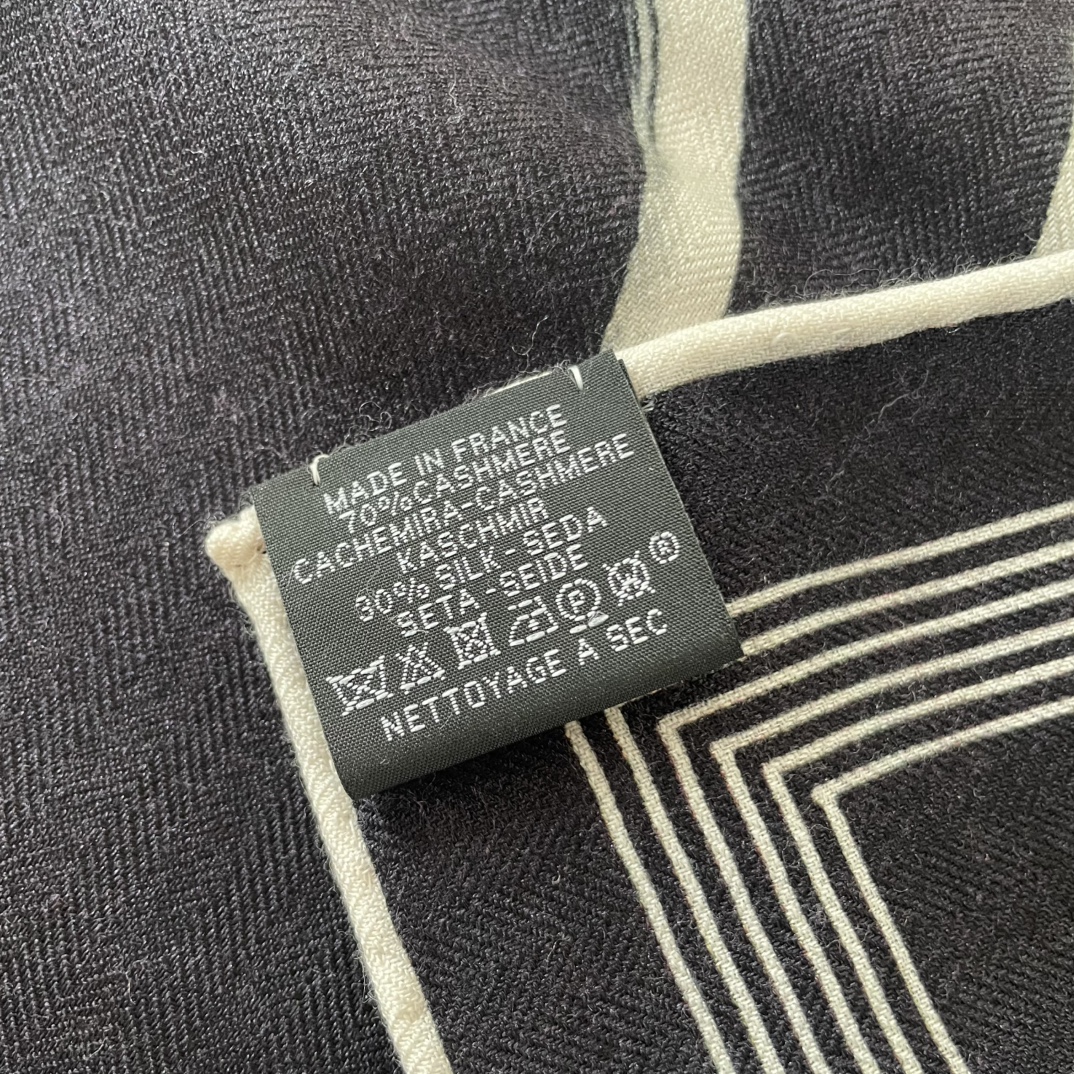 MADE IN FRANCE
70%CASHMERE
CACHEMIRA-CASHMERE
KASCHMIR
30% SILK-SEDA
SETA-SEIDE
P ®
NETTOYAGE A SEC